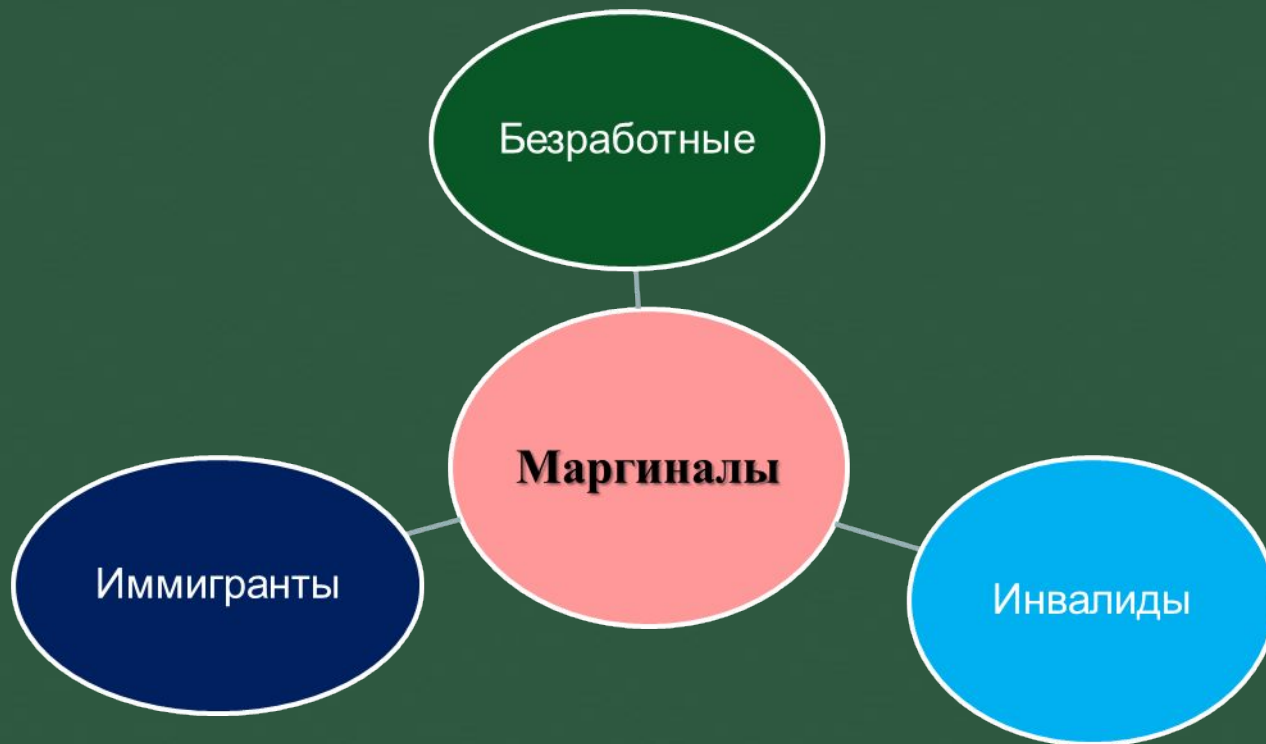 Безработные
Маргиналы
Иммигранты
Инвалиды